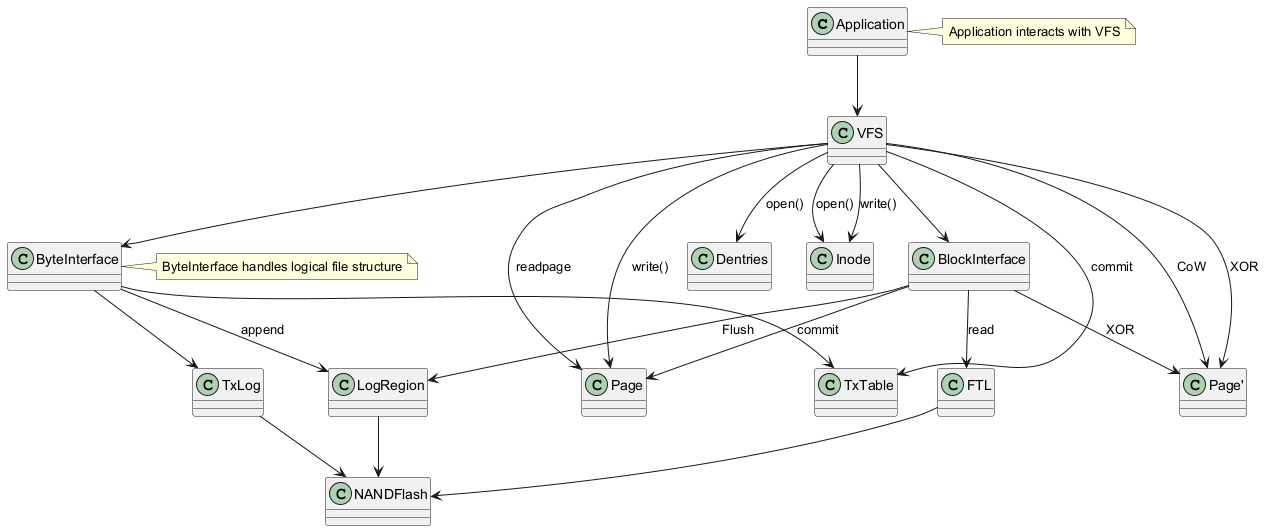 C Application
Application interacts with VFS
C VFS
open()
open()
write()
C ByteInterface
ByteInterface handles logical file structure
readpage
write()
C Dentries
C Inode
C BlockInterface
commit
CoW
XOR
append
Flush
commit
read
XOR
C TxLog
C LogRegion
C Page
C TxTable
C FTL
C Page'
C NANDFlash